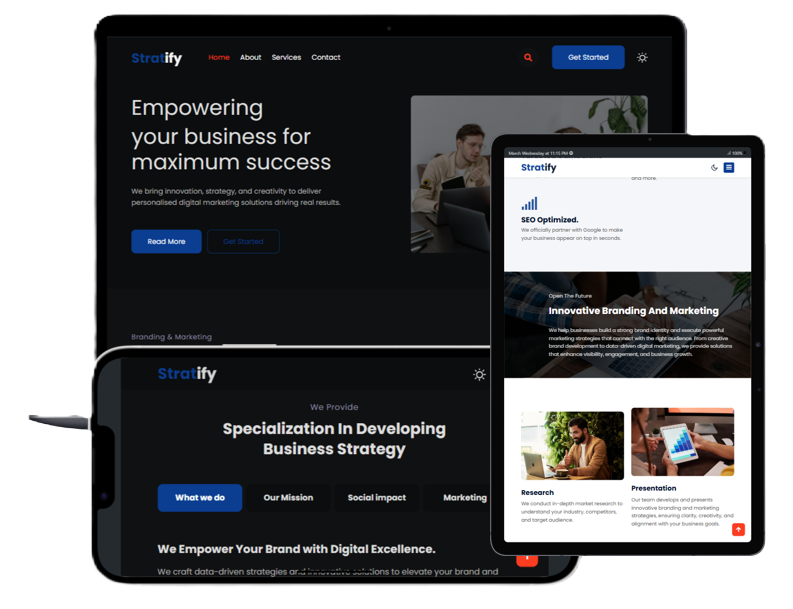 Stratify
Home About Services Contact
Get Started
Empowering
your business for
maximum success
We bring innovation, strategy, and creativity to deliver
personalised digital marketing solutions driving real results.
Read More
Get Started
Branding & Marketing
Stratify
We Provide
Specialization In Developing
Business Strategy
What we do
Our Mission
Social impact
Marketing
We Empower Your Brand with Digital Excellence.
We craft data-driven strategies and innovative solutions to elevate your brand and
March Wednesday at 11:15 PM
100%
Stratify
and more.
SEO Optimized.
We officially partner with Google to make
your business appear on top in seconds.
Open The Future
Innovative Branding And Marketing
We help businesses build a strong brand identity and execute powerful
marketing strategies that connect with the right audience. From creative
brand development to data-driven digital marketing, we provide solutions
that enhance visibility, engagement, and business growth.
Research
We conduct in-depth market research to
understand your industry, competitors,
and target audience.
Presentation
Our team develops and presents
innovative branding and marketing
strategies, ensuring clarity, creativity, and
alignment with your business goals.